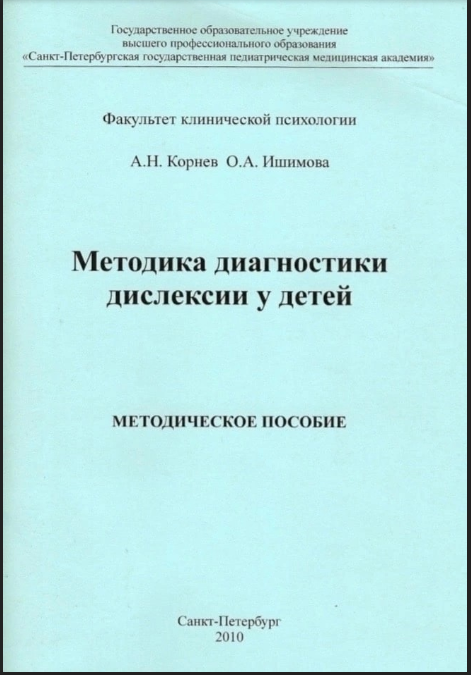 Государственное образовательное учреждение
высшего профессионального образования
«Санкт-Петербургская государственная педиатрическая медицинская академия»
Факультет клинической психологии
А.Н. Корнев О.А. Ишимова
Методика диагностики
дислексии у детей
МЕТОДИЧЕСКОЕ ПОСОБИЕ
Санкт-Петербург
2010